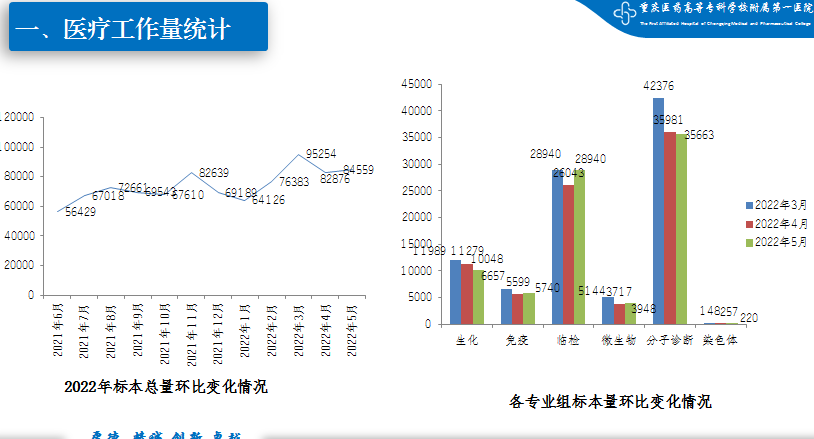 一、医疗工作量统计
重庆医药高等专科学校附属第一医院
The First Affiliated Hospital of Chongqing Medical and Pharmaceutical College
120000
100000
80000
60000
40000
20000
0
56429
67018
72661
69543
67610
82639
69189
64126
76383
95254
82876
84559
2021年6月
2021年7月
2021年8月
2021年9月
2021年10月
2021年11月
2021年12月
2022年1月
2022年2月
2022年3月
2022年4月
2022年5月
2022年标本总量环比变化情况
45000
40000
35000
30000
25000
20000
15000
10000
5000
0
11989 11279
10048
6657
5599
5740
28940
26043
28940
5144
3717
3948
42376
35981
35663
148
257
220
生化 免疫 临检 微生物 分子诊断 染色体
2022年3月
2022年4月
2022年5月
各专业组标本量环比变化情况